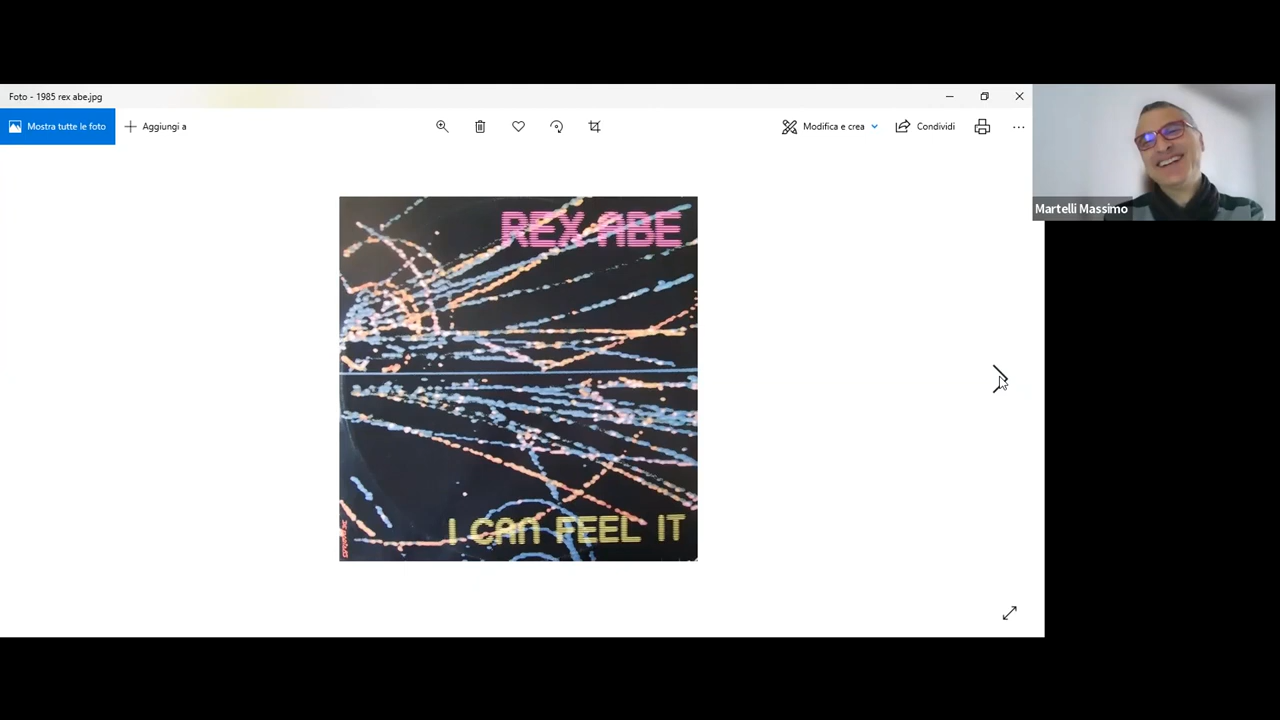 Foto - 1985 rex abe.jpg
Mostra tutte le foto
Aggiungi a
Modifica e crea
Condividi
Martelli Massimo
REX ABE
I CAN FEEL IT